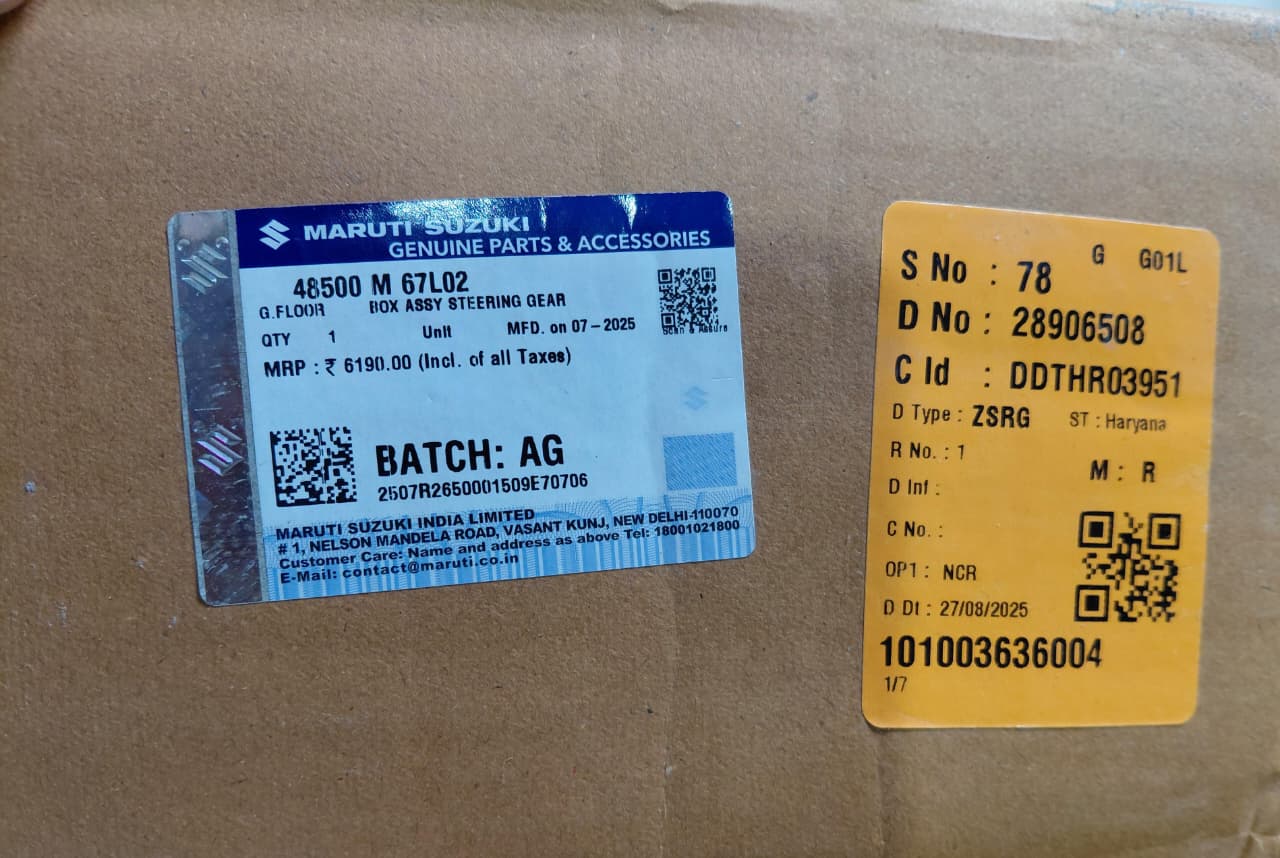 MARUTI SUZUKI
GENUINE PARTS & ACCESSORIES
48500 M 67L02
G.FLOOR BOX ASSY STEERING GEAR
QTY 1 Unit MFD. on 07-2025
Scan & Assure
MRP : ₹ 6190.00 (Incl. of all Taxes)
BATCH: AG
2507R2650001509E70706
MARUTI SUZUKI INDIA LIMITED
# 1, NELSON MANDELA ROAD, VASANT KUNJ, NEW DELHI-110070
Customer Care: Name and address as above Tel: 18001021800
E-Mail: contact@maruti.co.in
G G01L
S No : 78
D No : 28906508
C Id : DDTHR03951
D Type : ZSRG ST : Haryana
R No. : 1
M : R
D Inf :
C No. :
OP1 : NCR
D Dt : 27/08/2025
101003636004
1/7